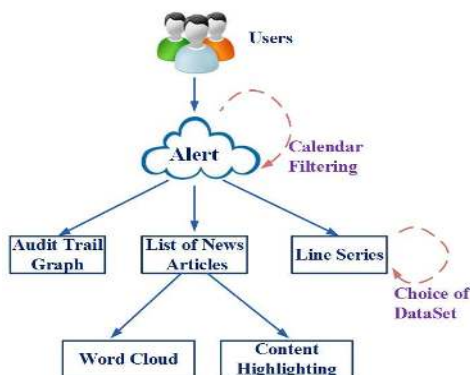 Users
Alert
Calendar
Filtering
Audit Trail
Graph
List of News
Articles
Line Series
Choice of
DataSet
Word Cloud
Content
Highlighting